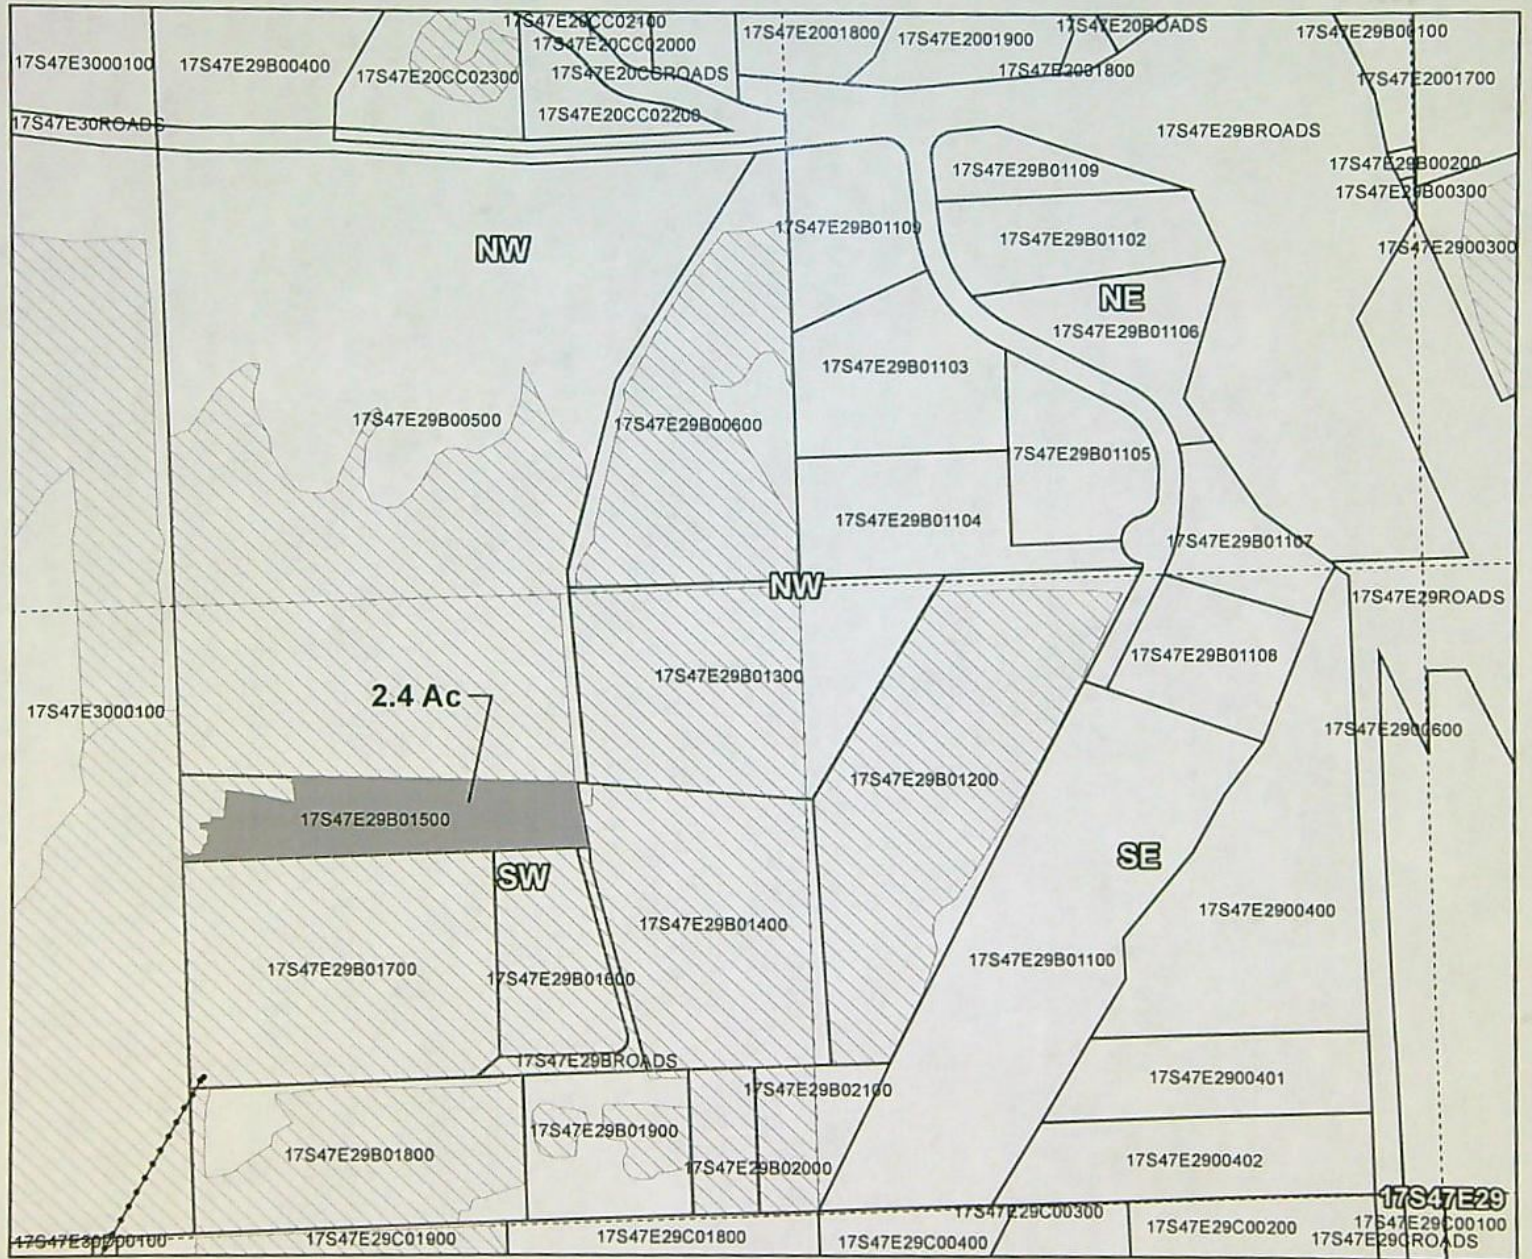 17S47E20CC02100
17S47E2001800
17S47E2001900
17S47E20ROADS
17S47E29B00100
17S47E20CC02000
17S47E3000100
17S47E29B00400
17S47E20CC02300
17S47E20CCROADS
17S47E2001800
17S47E2001700
17S47E20CC02200
17S47E30ROADS
17S47E29BROADS
17S47E29B00200
17S47E29B01109
17S47E29B00300
17S47E29B01109
17S47E29B01102
NW
17S47E2900300
NE
17S47E29B01106
17S47E29B01103
17S47E29B00500
17S47E29B00600
7S47E29B01105
17S47E29B01104
17S47E29B01107
NW
17S47E29ROADS
17S47E29B01108
17S47E29B01300
2.4 Ac
17S47E3000100
17S47E2900600
17S47E29B01200
17S47E29B01500
SE
SW
17S47E2900400
17S47E29B01400
17S47E29B01100
17S47E29B01700
17S47E29B01600
17S47E29BROADS
17S47E2900401
17S47E29B02100
17S47E29B01900
17S47E29B01800
17S47E2900402
17S47E29B02000
17S47E29
17S47E29C00300
17S47E29C00100
17S47E29C00200
17S47E29C01900
17S47E29C01800
17S47E29C00400
17S47E29CROADS